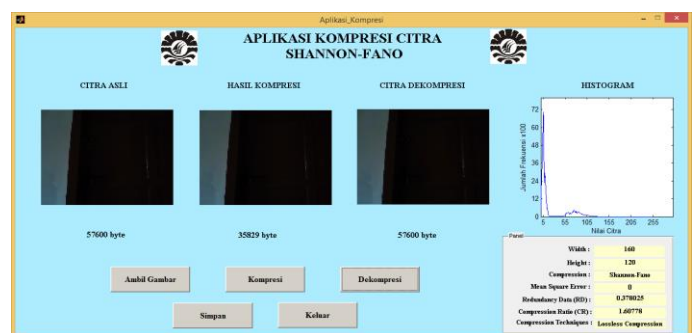 Aplikasi_Kompresi
APLIKASI KOMPRESI CITRA
SHANNON-FANO
CITRA ASLI
HASIL KOMPRESI
CITRA DEKOMPRESI
HISTOGRAM
57600 byte
35829 byte
57600 byte
Ambil Gambar
Kompresi
Dekompresi
Simpan
Keluar
Jumlah Frekuensi x100
72
60
48
36
24
12
0
5 55 105 155 205 255
Nilai Citra
Panel
Width : 160
Height : 120
Compression : Shannon-Fano
Mean Square Error : 0
Redundancy Data (RD) : 0.378025
Compression Ratio (CR) : 1.60778
Compression Techniques : Lossless Compression